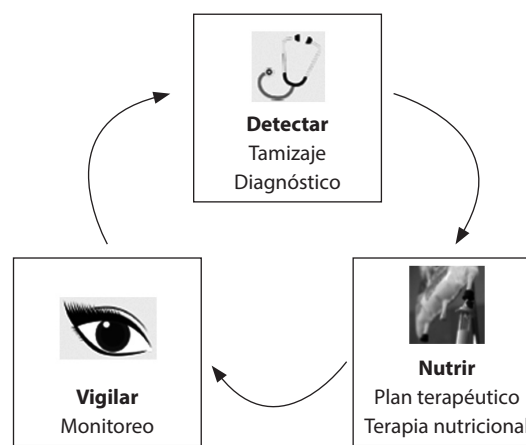 Detectar
Tamizaje
Diagnóstico
Nutrir
Plan terapéutico
Terapia nutricional
Vigilar
Monitoreo